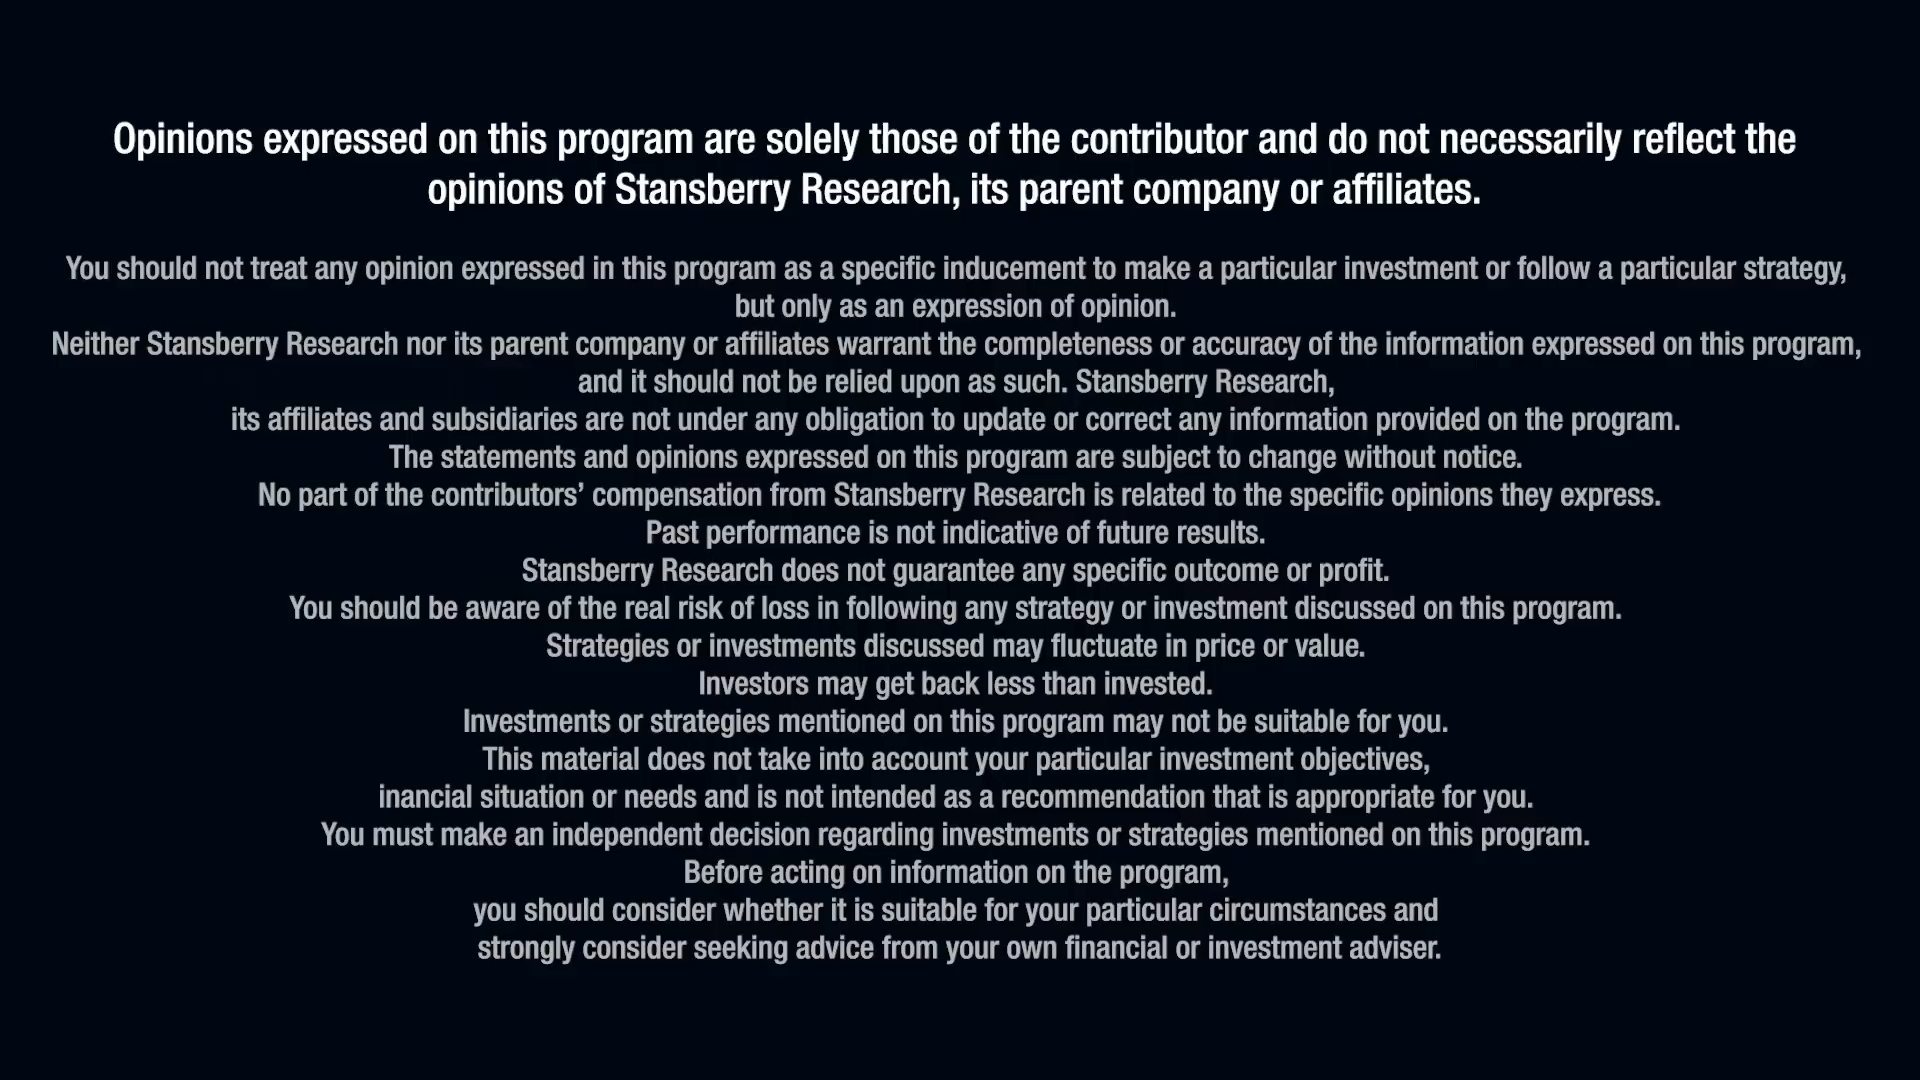 Opinions expressed on this program are solely those of the contributor and do not necessarily reflect the
opinions of Stansberry Research, its parent company or affiliates.
You should not treat any opinion expressed in this program as a specific inducement to make a particular investment or follow a particular strategy,
but only as an expression of opinion.
Neither Stansberry Research nor its parent company or affiliates warrant the completeness or accuracy of the information expressed on this program,
and it should not be relied upon as such. Stansberry Research,
its affiliates and subsidiaries are not under any obligation to update or correct any information provided on the program.
The statements and opinions expressed on this program are subject to change without notice.
No part of the contributors’ compensation from Stansberry Research is related to the specific opinions they express.
Past performance is not indicative of future results.
Stansberry Research does not guarantee any specific outcome or profit.
You should be aware of the real risk of loss in following any strategy or investment discussed on this program.
Strategies or investments discussed may fluctuate in price or value.
Investors may get back less than invested.
Investments or strategies mentioned on this program may not be suitable for you.
This material does not take into account your particular investment objectives,
inancial situation or needs and is not intended as a recommendation that is appropriate for you.
You must make an independent decision regarding investments or strategies mentioned on this program.
Before acting on information on the program,
you should consider whether it is suitable for your particular circumstances and
strongly consider seeking advice from your own financial or investment adviser.